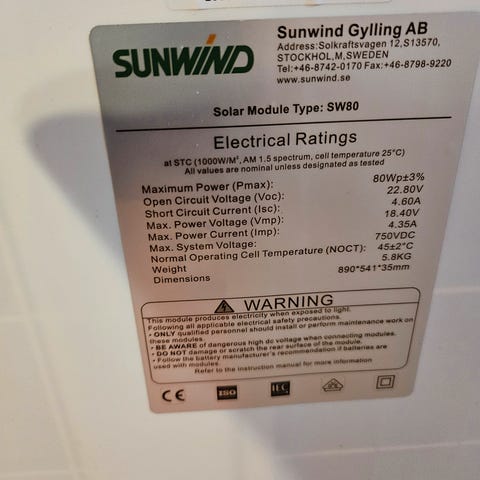 SUNWIND
Sunwind Gylling AB
Address:Solkraftsvagen 12,S13570,
STOCKHOL,M,SWEDEN
Tel:+46-8742-0170 Fax:+46-8798-9220
www.sunwind.se
Solar Module Type: SW80
Electrical Ratings
at STC (1000W/M², AM 1.5 spectrum, cell temperature 25°C)
All values are nominal unless designated as tested
Maximum Power (Pmax): 80Wp±3%
Open Circuit Voltage (Voc): 22.80V
Short Circuit Current (Isc): 4.60A
Max. Power Voltage (Vmp): 18.40V
Max. Power Current (Imp): 4.35A
Max. System Voltage: 750VDC
Normal Operating Cell Temperature (NOCT): 45±2°C
Weight 5.8KG
Dimensions 890*541*35mm
WARNING
This module produces electricity when exposed to light.
Following all applicable electrical safety precautions.
• ONLY qualified personnel should install or perform maintenance work on
these modules.
• BE AWARE of dangerous high dc voltage when connecting modules.
• DO NOT damage or scratch the rear surface of the module.
• Follow the battery manufacturer's recommendation if batteries are
used with modules.
Refer to the instruction manual for more information
CE ISO IEC